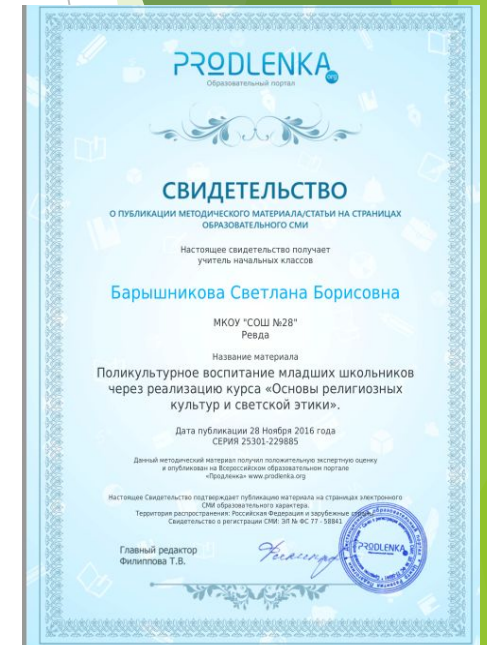 PRODLENKA
.org
Образовательный портал
СВИДЕТЕЛЬСТВО
О ПУБЛИКАЦИИ МЕТОДИЧЕСКОГО МАТЕРИАЛА/СТАТЬИ НА СТРАНИЦАХ
ОБРАЗОВАТЕЛЬНОГО СМИ
Настоящее свидетельство получает
учитель начальных классов
Барышникова Светлана Борисовна
МКОУ "СОШ №28"
Ревда
Название материала
Поликультурное воспитание младших школьников
через реализацию курса «Основы религиозных
культур и светской этики».
Дата публикации 28 Ноября 2016 года
СЕРИЯ 25301-229885
Данный методический материал получил положительную экспертную оценку
и опубликован на Всероссийском образовательном портале
«Продленка» www.prodlenka.org
Настоящее Свидетельство подтверждает публикацию материала на страницах электронного
СМИ образовательного характера.
Территория распространения: Российская Федерация и зарубежные
Свидетельство о регистрации СМИ: ЭЛ № ФС 77 - 58841
Главный редактор
Филиппова Т.В.
PRODLENKA